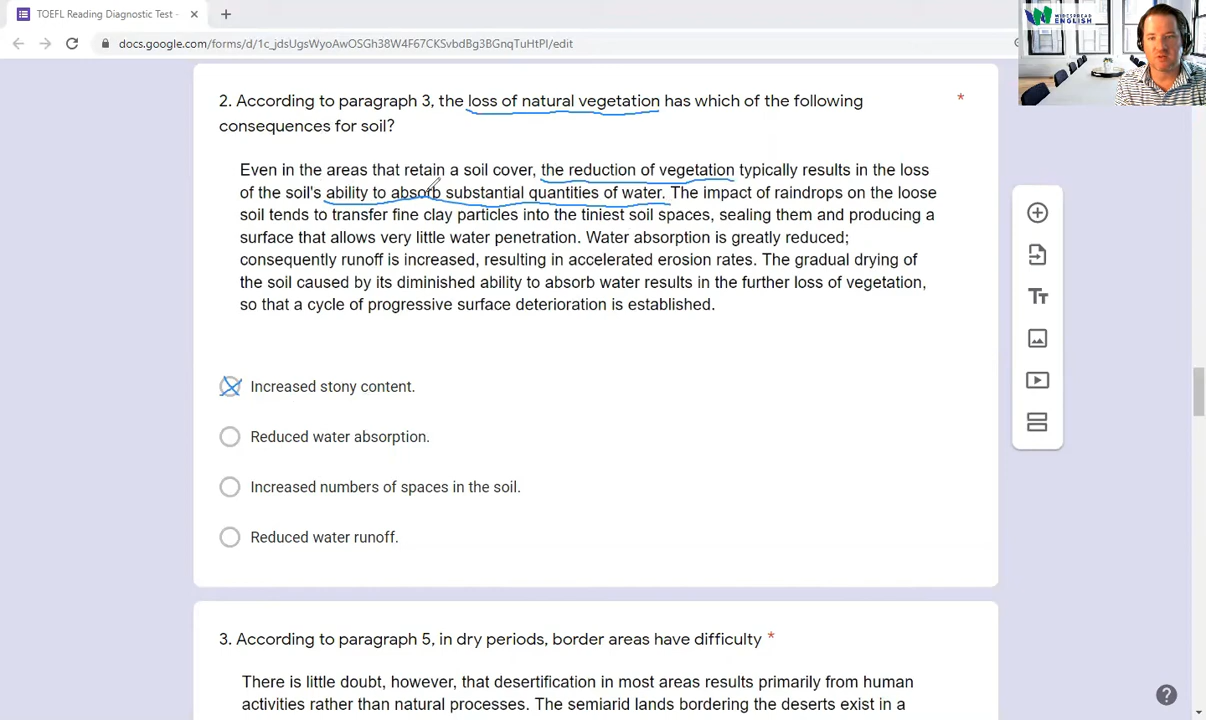 TOEFL Reading Diagnostic Test -
docs.google.com/forms/d/1c_jdsUgsWyoAwOSGh38W4F67CKSvbdBg3BGnqTuHtPI/edit
WIDESPREAD
ENGLISH
2. According to paragraph 3, the loss of natural vegetation has which of the following *
consequences for soil?
Even in the areas that retain a soil cover, the reduction of vegetation typically results in the loss
of the soil's ability to absorb substantial quantities of water. The impact of raindrops on the loose
soil tends to transfer fine clay particles into the tiniest soil spaces, sealing them and producing a
surface that allows very little water penetration. Water absorption is greatly reduced;
consequently runoff is increased, resulting in accelerated erosion rates. The gradual drying of
the soil caused by its diminished ability to absorb water results in the further loss of vegetation,
so that a cycle of progressive surface deterioration is established.
Increased stony content.
Reduced water absorption.
Increased numbers of spaces in the soil.
Reduced water runoff.
Tт
3. According to paragraph 5, in dry periods, border areas have difficulty *
There is little doubt, however, that desertification in most areas results primarily from human
activities rather than natural processes. The semiarid lands bordering the deserts exist in a